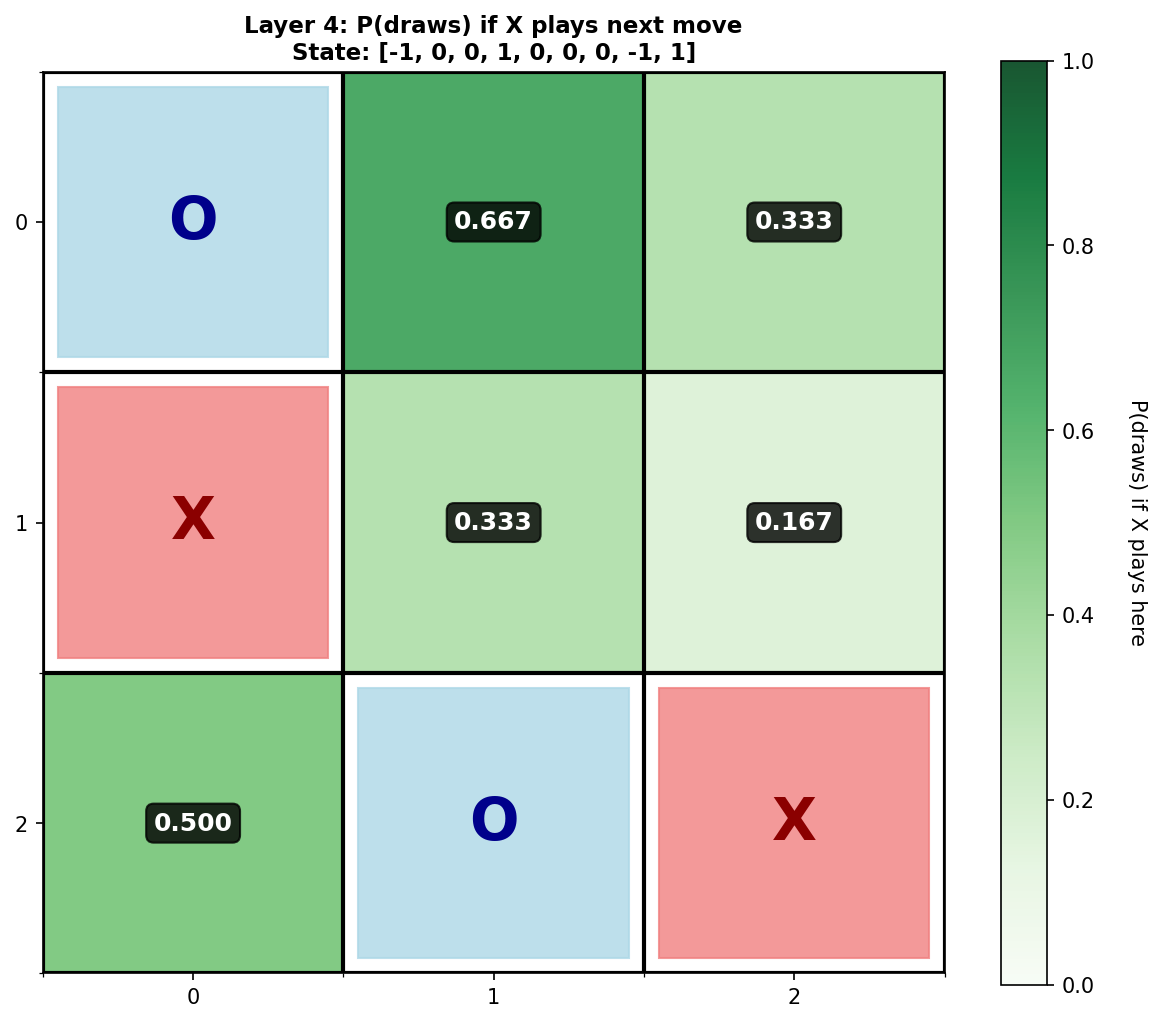 Layer 4: P(draws) if X plays next move
State: [-1, 0, 0, 1, 0, 0, 0, -1, 1]
0
O
0.667
0.333
1
X
0.333
0.167
2
0.500
O
X
0
1
2
1.0
0.8
0.6
0.4
0.2
0.0
P(draws) if X plays here